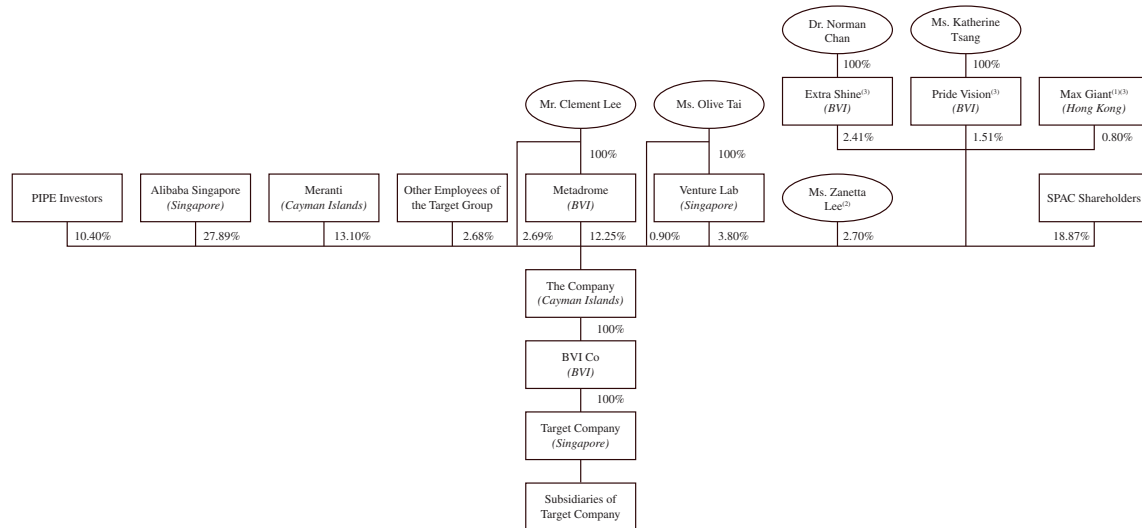 Dr. Norman
Chan
Ms. Katherine
Tsang
100%
100%
Extra Shine(3)
(BVI)
Pride Vision(3)
(BVI)
Max Giant(1)(3)
(Hong Kong)
2.41%
1.51%
0.80%
Mr. Clement Lee
Ms. Olive Tai
100%
100%
PIPE Investors
Alibaba Singapore
(Singapore)
Meranti
(Cayman Islands)
Other Employees of
the Target Group
Metadrome
(BVI)
Venture Lab
(Singapore)
Ms. Zanetta
Lee(2)
SPAC Shareholders
10.40%
27.89%
13.10%
2.68%
2.69%
12.25%
0.90%
3.80%
2.70%
18.87%
The Company
(Cayman Islands)
100%
BVI Co
(BVI)
100%
Target Company
(Singapore)
Subsidiaries of
Target Company